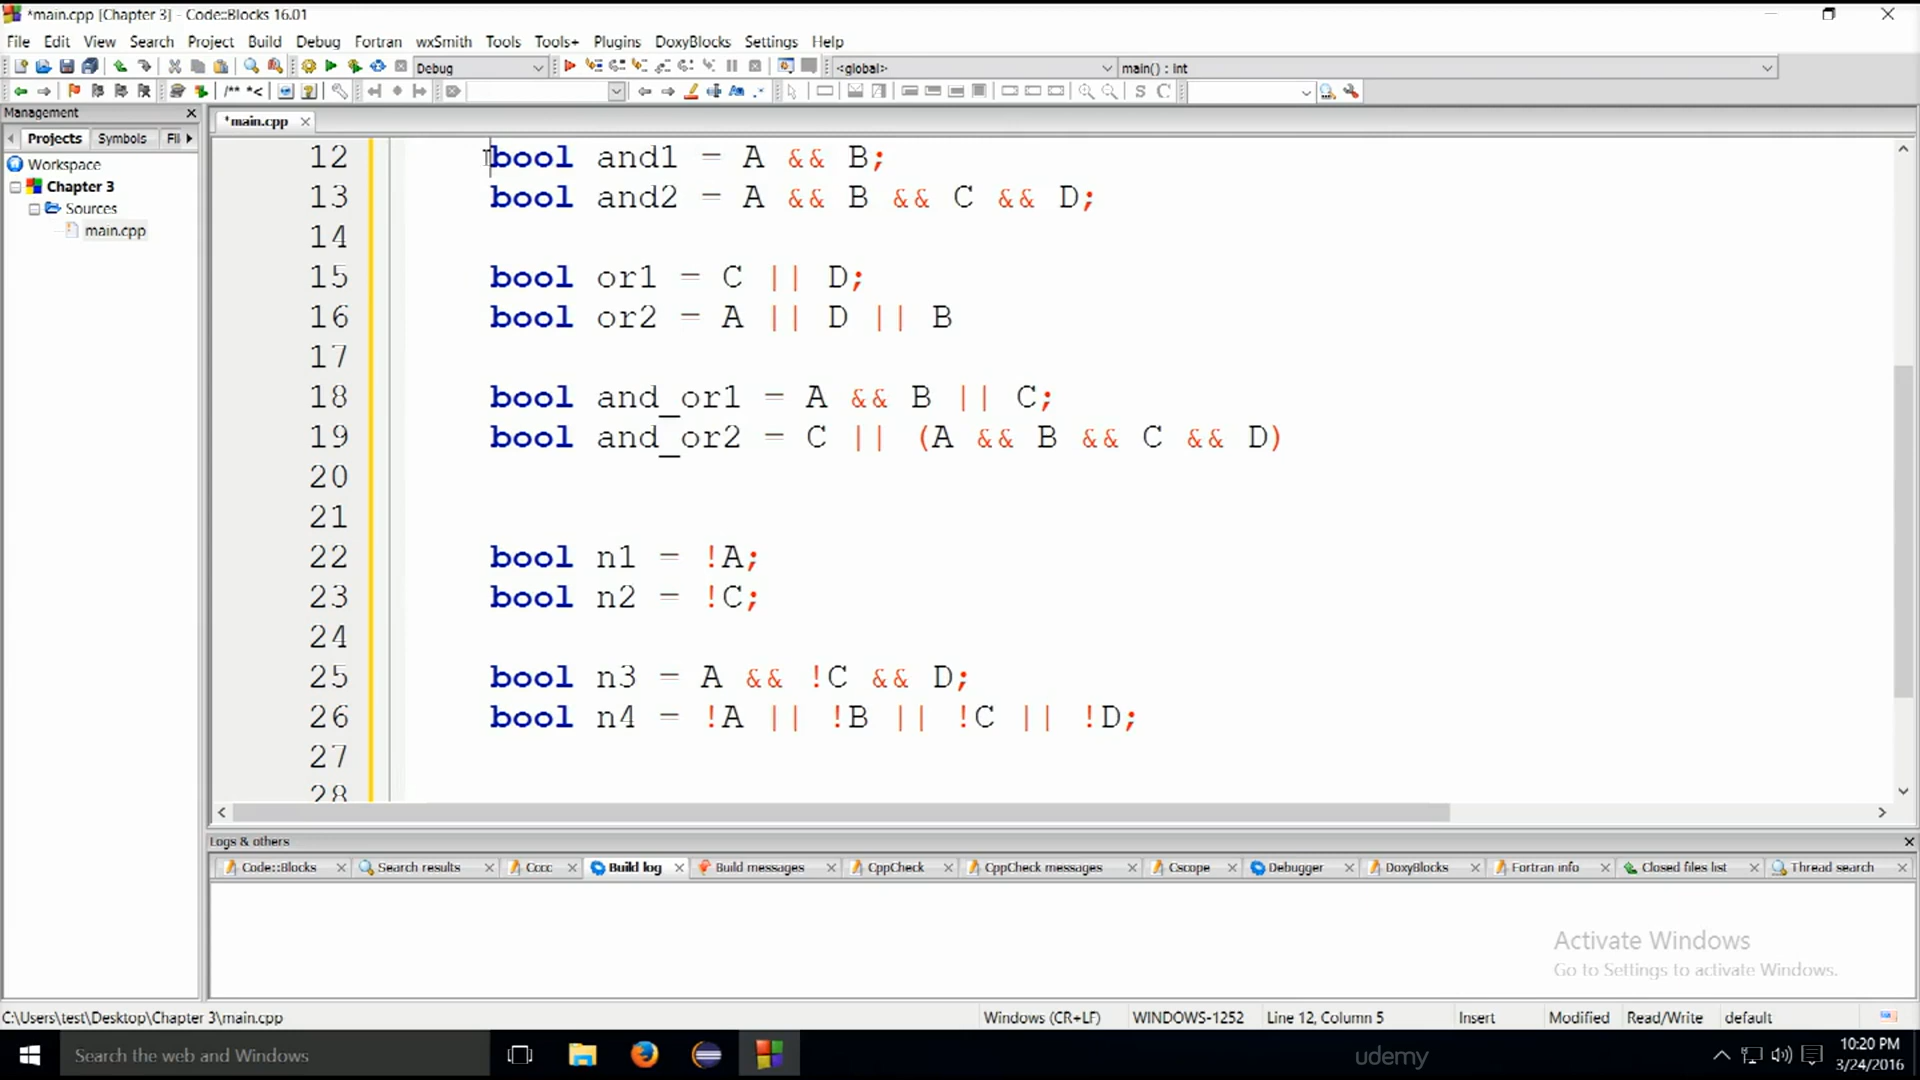 *main.cpp [Chapter 3] - Code::Blocks 16.01
File Edit View Search Project Build Debug Fortran wxSmith Tools Tools+ Plugins DoxyBlocks Settings Help
Debug <global> main() : int
/** *< S C
Management
*main.cpp
Projects Symbols Fil
Workspace
Chapter 3
Sources
main.cpp
12 bool and1 = A && B;
13 bool and2 = A && B && C && D;
14
15 bool or1 = C || D;
16 bool or2 = A || D || B
17
18 bool and_or1 = A && B || C;
19 bool and_or2 = C || (A && B && C && D)
20
21
22 bool n1 = !A;
23 bool n2 = !C;
24
25 bool n3 = A && !C && D;
26 bool n4 = !A || !B || !C || !D;
27
28
Logs & others
Code::Blocks Search results Cccc Build log Build messages CppCheck CppCheck messages Cscope Debugger DoxyBlocks Fortran info Closed files list Thread search
Activate Windows
Go to Settings to activate Windows.
C:\Users\test\Desktop\Chapter 3\main.cpp Windows (CR+LF) WINDOWS-1252 Line 12, Column 5 Insert Modified Read/Write default
Search the web and Windows
udemy
10:20 PM
3/24/2016